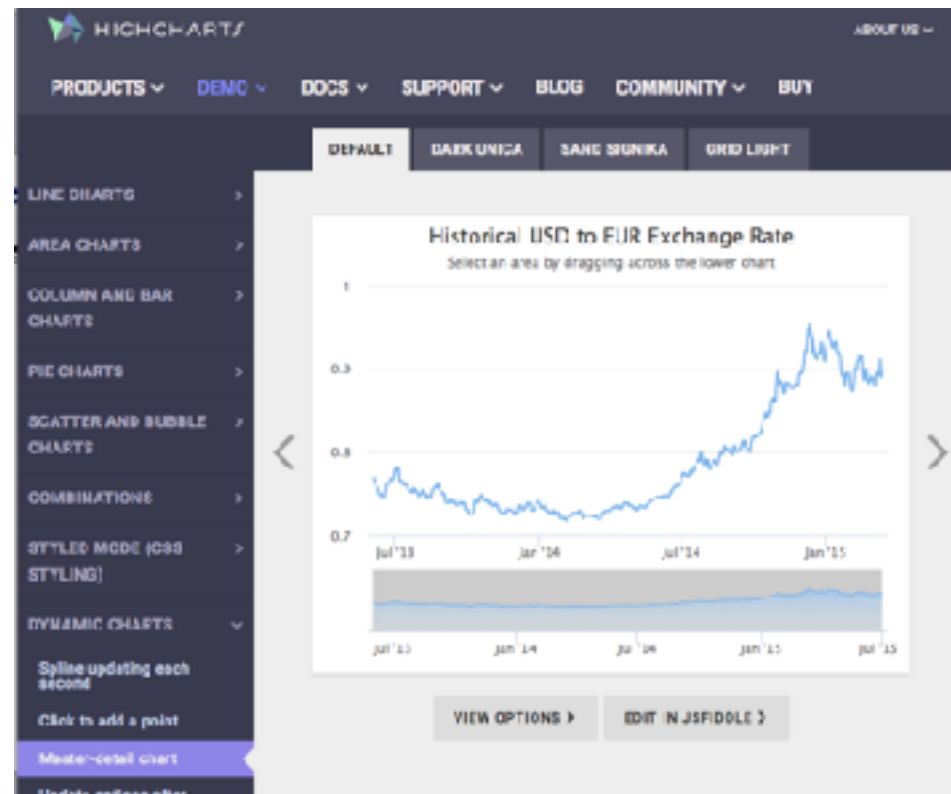 HIGHCHARTS
ABOUT US
PRODUCTS
DEMO
DOCS
SUPPORT
BLOG
COMMUNITY
BUY
DEFAULT
DARK UNICA
SAND SIGNIKA
GRID LIGHT
LINE CHARTS
AREA CHARTS
COLUMN AND BAR
CHARTS
PIE CHARTS
SCATTER AND BUBBLE
CHARTS
COMBINATIONS
STYLED MODE (CSS
STYLING)
DYNAMIC CHARTS
Spline updating each
second
Click to add a point
Master-detail chart
Historical USD to EUR Exchange Rate
Select an area by dragging across the lower chart
1
0.9
0.8
0.7
Jul '13
Jan '14
Jul '14
Jan '15
Jul '13
Jan '14
Jul '14
Jan '15
Jul '15
VIEW OPTIONS
EDIT IN JSFIDDLE